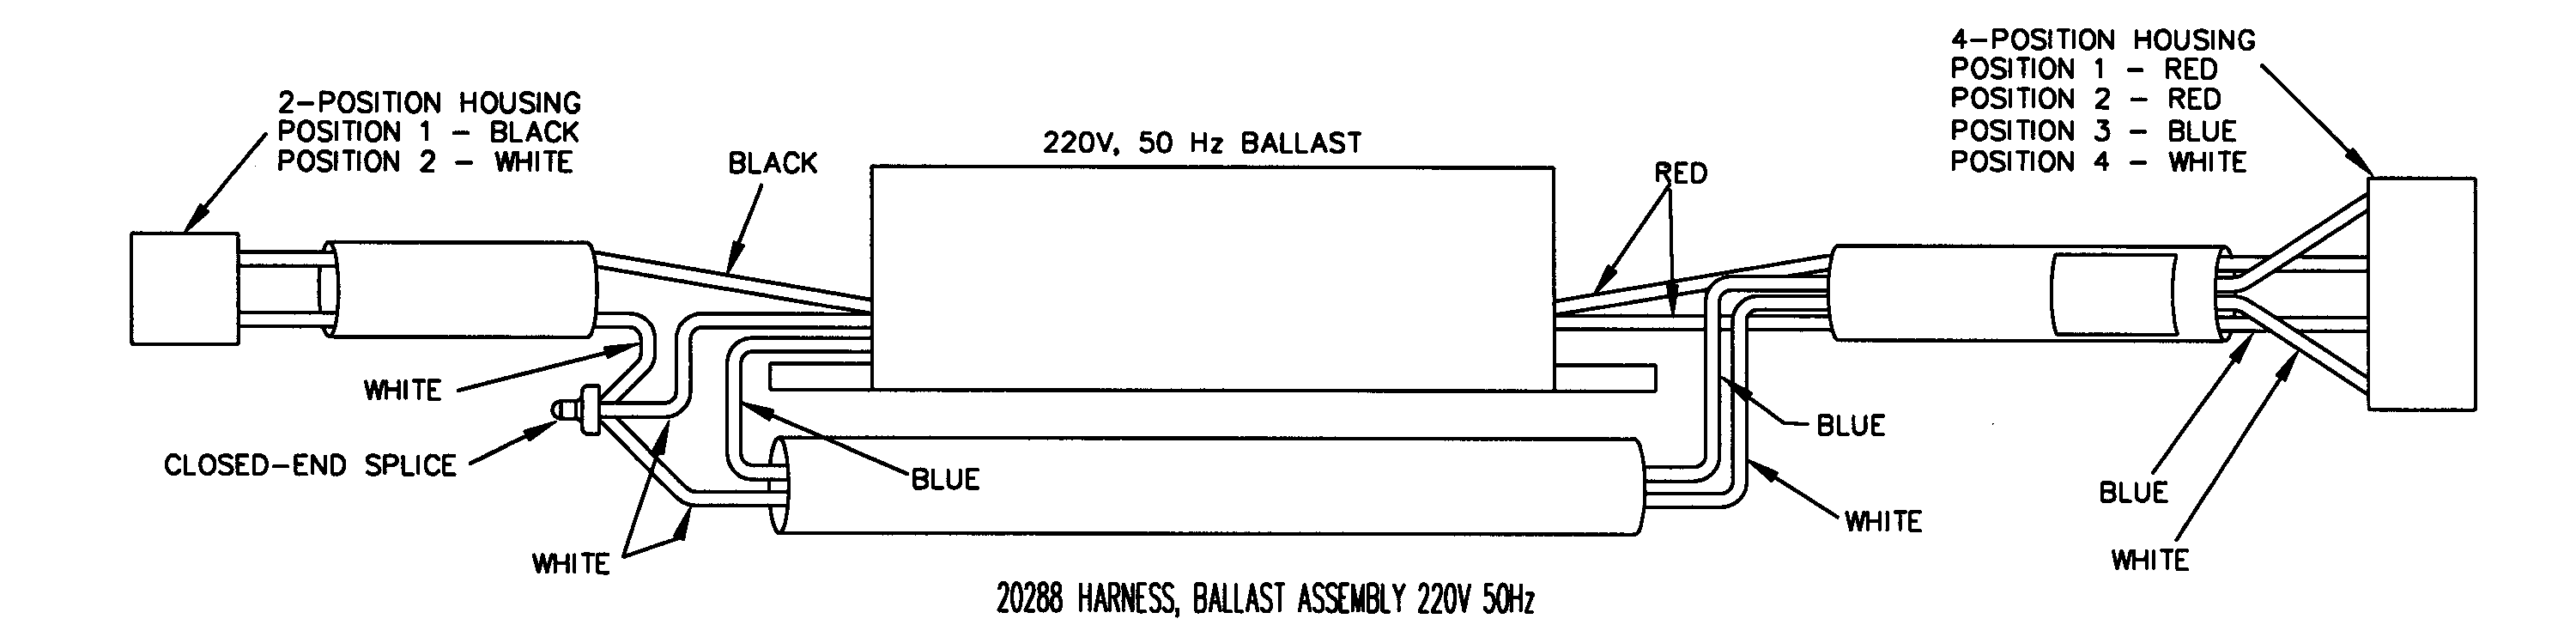 4-POSITION HOUSING
POSITION 1 - RED
POSITION 2 - RED
POSITION 3 - BLUE
POSITION 4 - WHITE
2-POSITION HOUSING
POSITION 1 - BLACK
POSITION 2 - WHITE
220V, 50 Hz BALLAST
BLACK
RED
WHITE
BLUE
CLOSED-END SPLICE
BLUE
BLUE
WHITE
WHITE
WHITE
20288 HARNESS, BALLAST ASSEMBLY 220V 50Hz